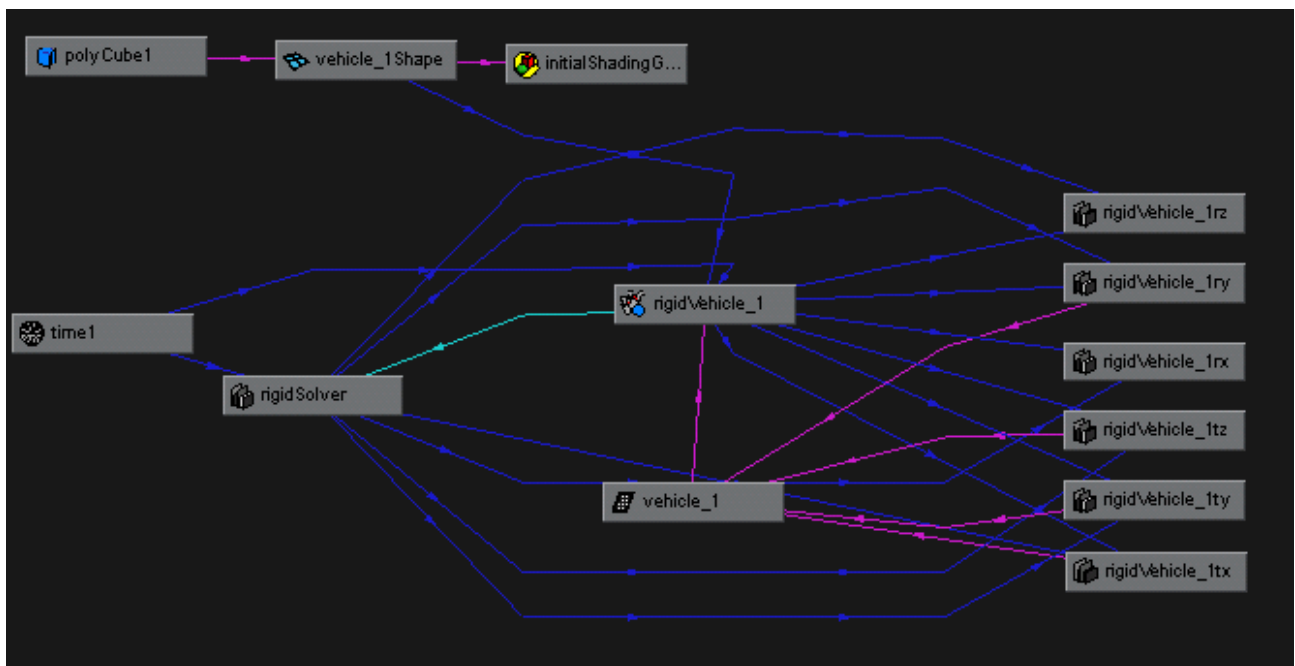 polyCube1
vehicle_1Shape
initialShadingG...
rigidVehicle_1rz
rigidVehicle_1ry
rigidVehicle_1
time1
rigidVehicle_1rx
rigidSolver
rigidVehicle_1tz
vehicle_1
rigidVehicle_1ty
rigidVehicle_1tx